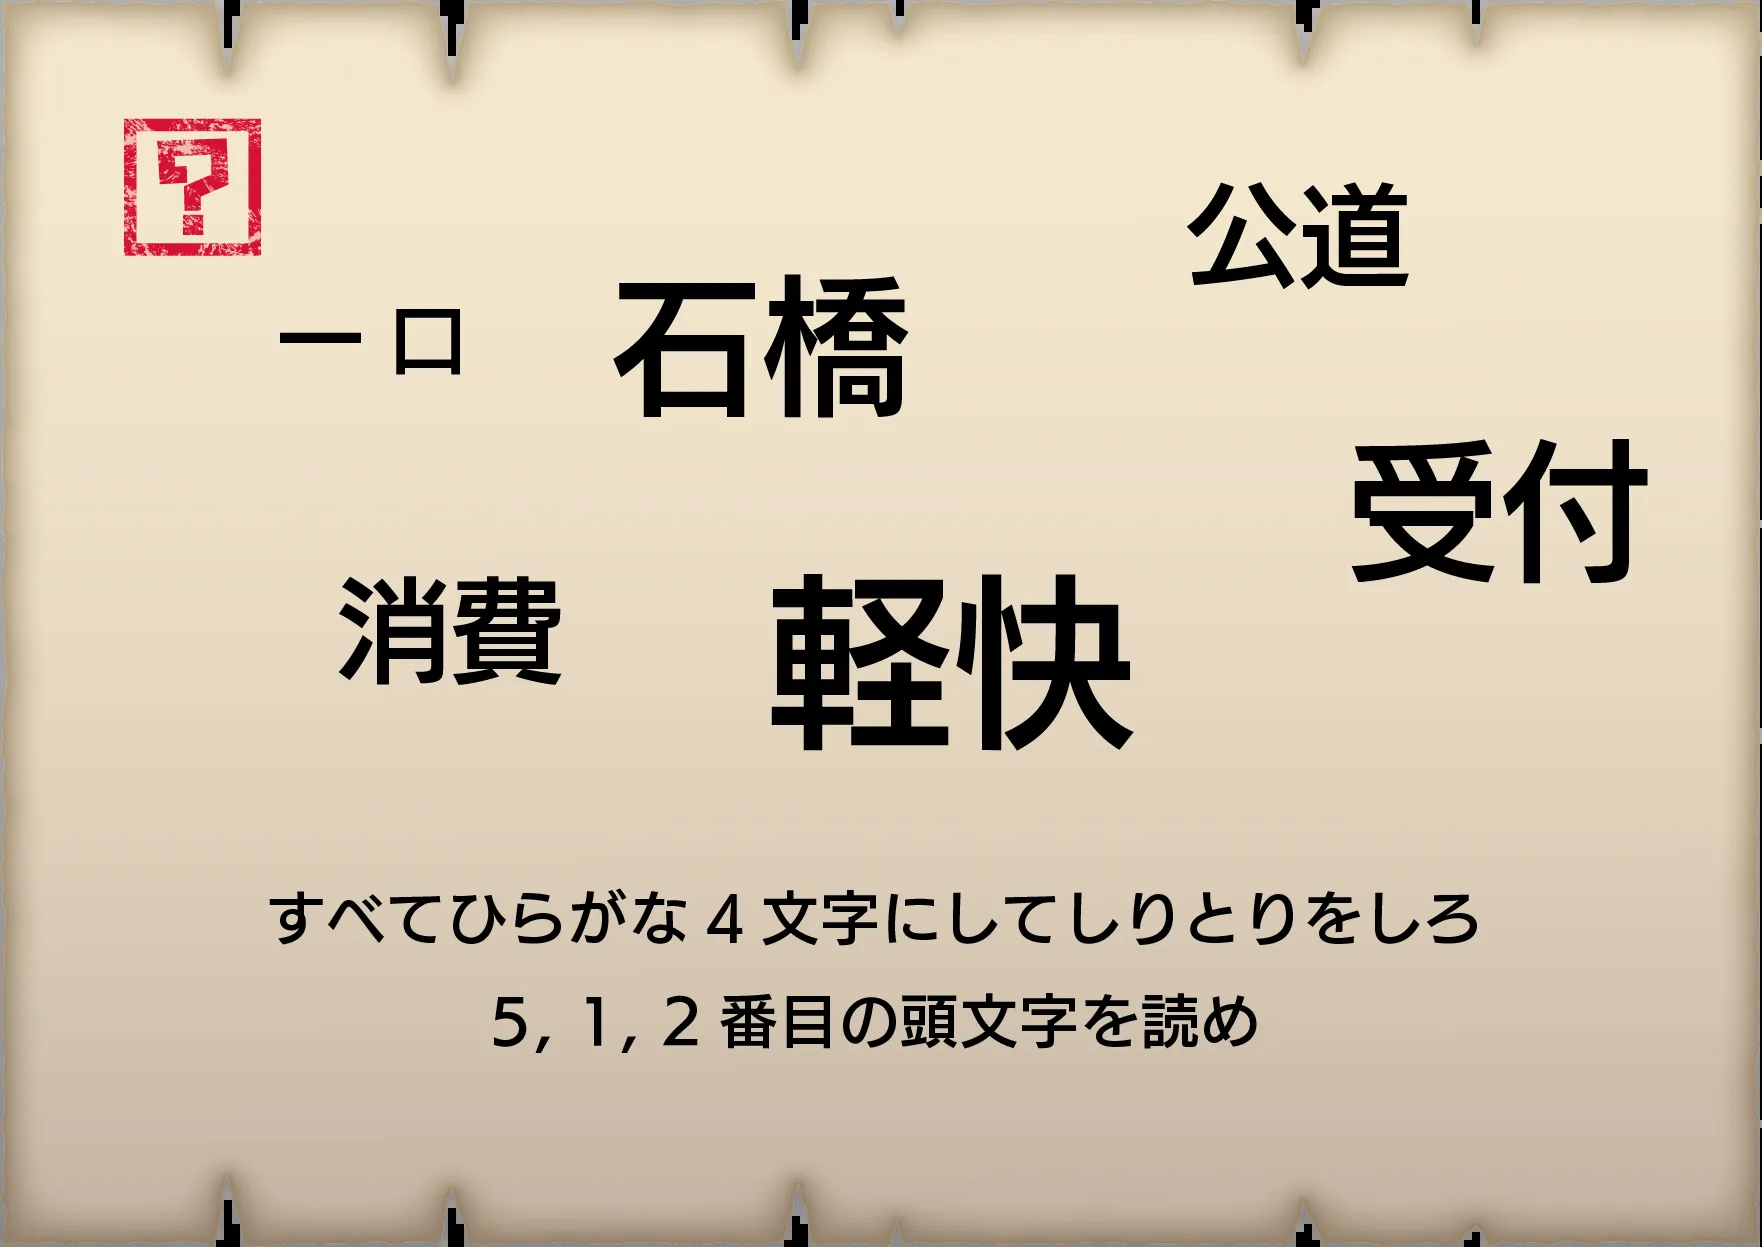 ?
公道
一口
石橋
受付
消費
軽快
すべてひらがな4文字にしてしりとりをしろ
5, 1, 2番目の頭文字を読め